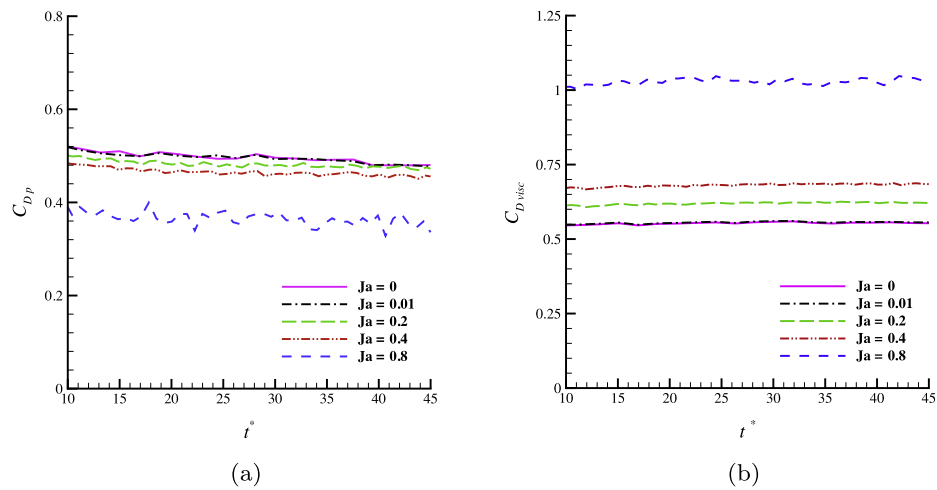 0.8
0.6
0.4
0.2
0
C_{D p}
10 15 20 25 30 35 40 45
t*
Ja = 0
Ja = 0.01
Ja = 0.2
Ja = 0.4
Ja = 0.8
(a)
1.25
1
0.75
0.5
0.25
0
C_{D visc}
10 15 20 25 30 35 40 45
t *
Ja = 0
Ja = 0.01
Ja = 0.2
Ja = 0.4
Ja = 0.8
(b)